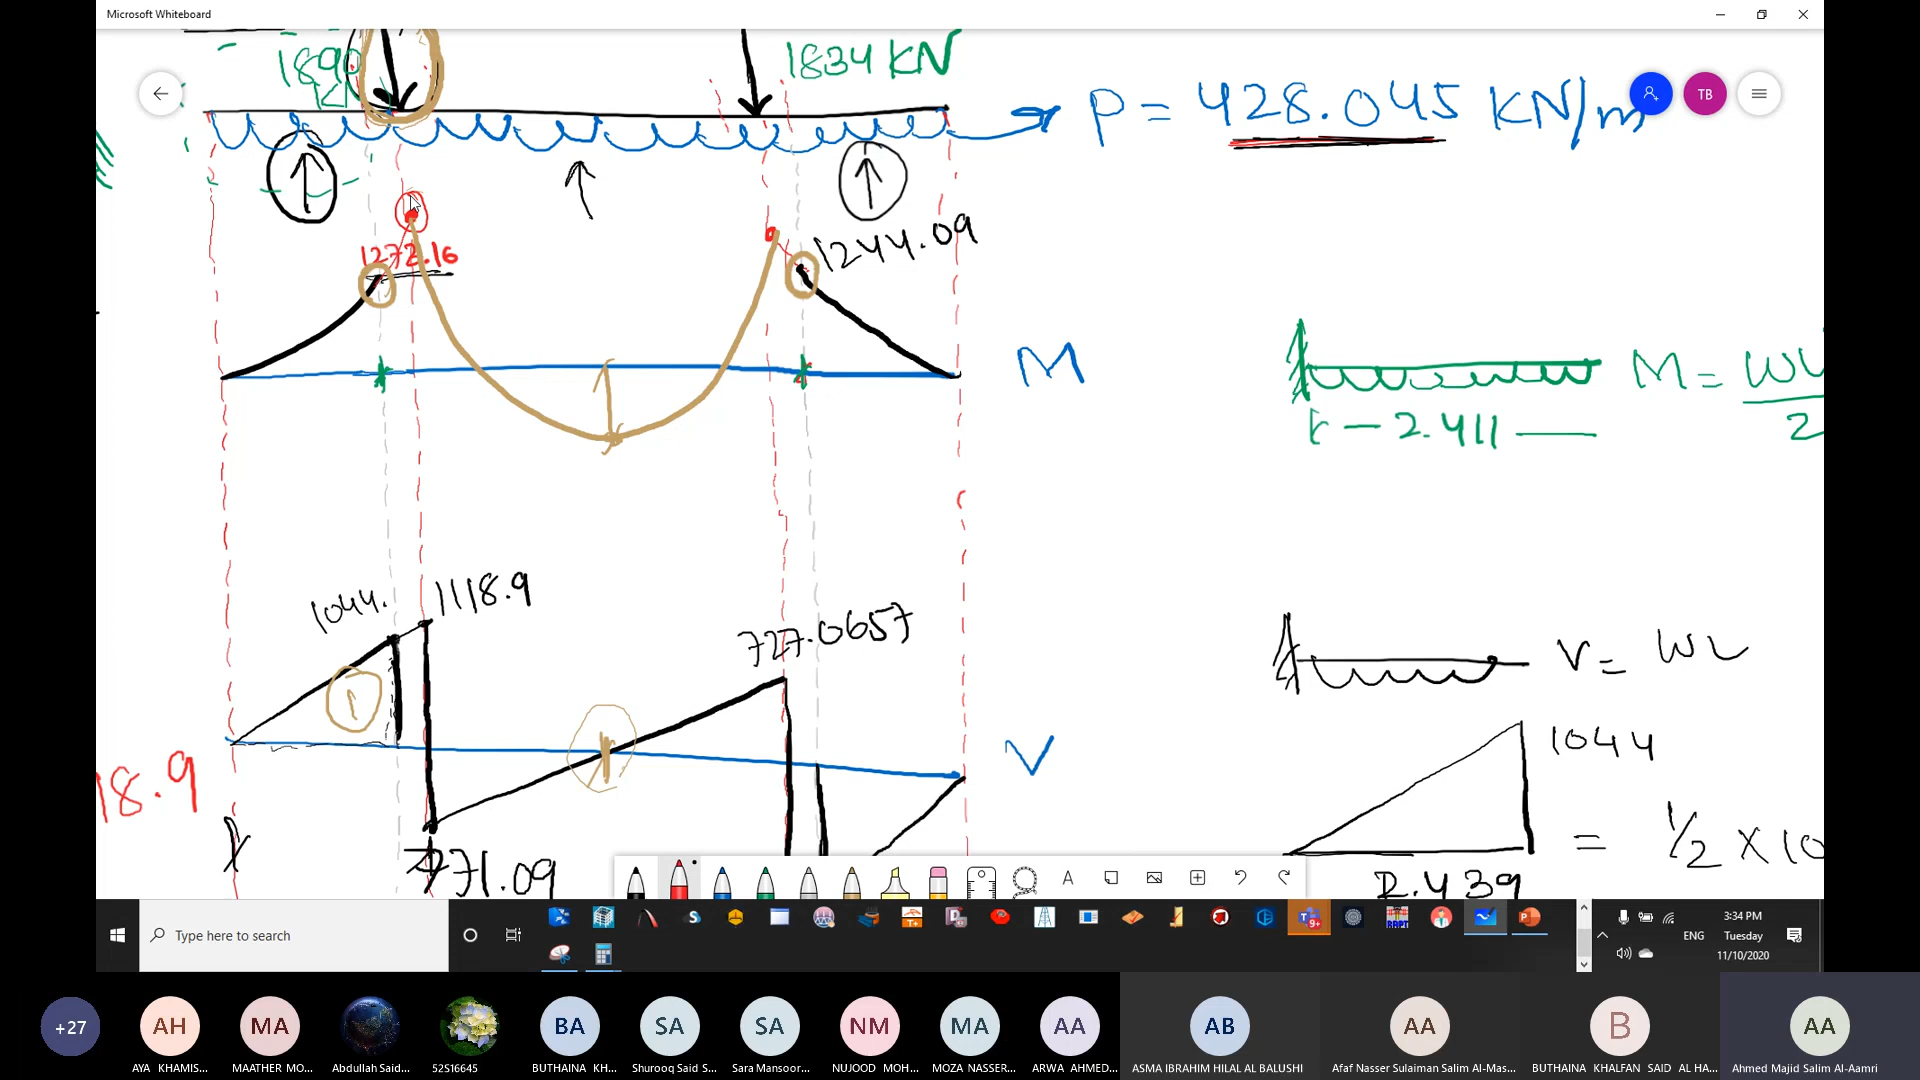 Microsoft Whiteboard
1890
1834 KN
P = 428.045 KN/m
TB
1272.16
1244.09
M
M = WL
2
2.411
1044.
1118.9
727.0657
V
V = WL
1044
18.9
= 1/2 X 10
771.09
2.439
A
Type here to search
ENG
3:34 PM
Tuesday
11/10/2020
9+
+27
AH
MA
BA
SA
SA
NM
MA
AA
AB
AA
B
AA
AYA KHAMIS...
MAATHER MO...
Abdullah Said...
52S16645
BUTHAINA KH...
Shurooq Said S...
Sara Mansoor...
NUJOOD MOH...
MOZA NASSER...
ARWA AHMED...
ASMA IBRAHIM HILAL AL BALUSHI
Afaf Nasser Sulaiman Salim Al-Mas...
BUTHAINA KHALFAN SAID AL HA...
Ahmed Majid Salim Al-Aamri